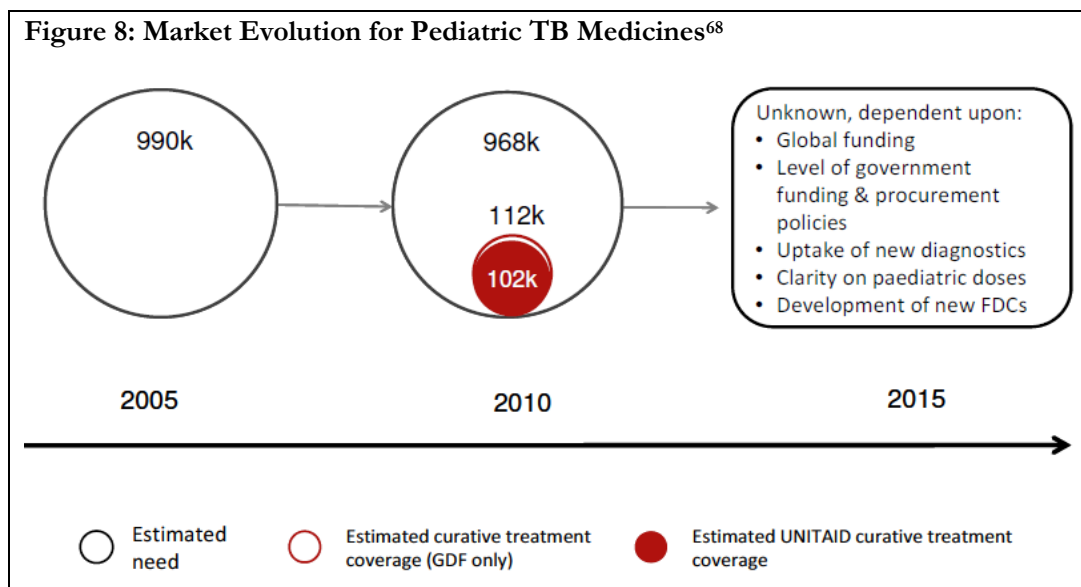 Figure 8: Market Evolution for Pediatric TB Medicines⁶⁸
990k
968k
112k
102k
Unknown, dependent upon:
• Global funding
• Level of government
funding & procurement
policies
• Uptake of new diagnostics
• Clarity on paediatric doses
• Development of new FDCs
2005
2010
2015
Estimated
need
Estimated curative treatment
coverage (GDF only)
Estimated UNITAID curative treatment
coverage